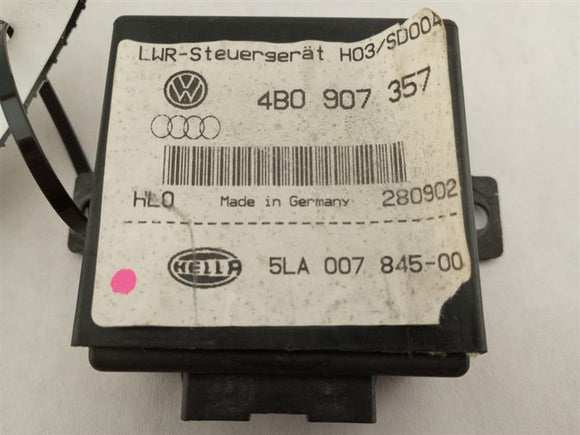 LWR-Steuergerät H03/SD00A
4B0 907 357
HLO Made in Germany 280902
HELLA 5LA 007 845-00